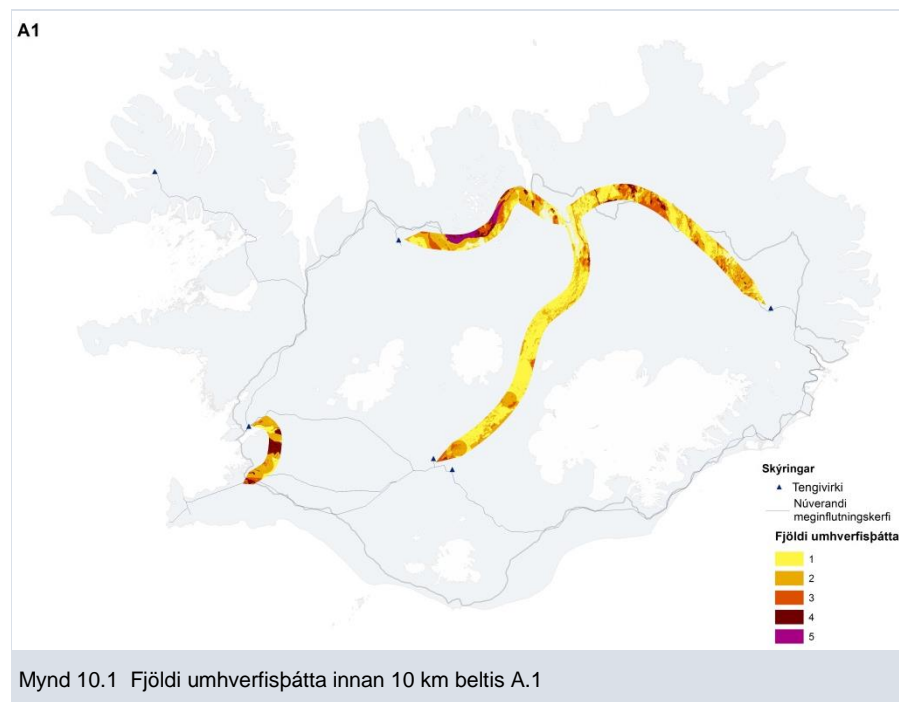 A1
Skýringar
Tengivirki
Núverandi
meginflutningskerfi
Fjöldi umhverfisþátta
1
2
3
4
5
Mynd 10.1 Fjöldi umhverfisþátta innan 10 km beltis A.1